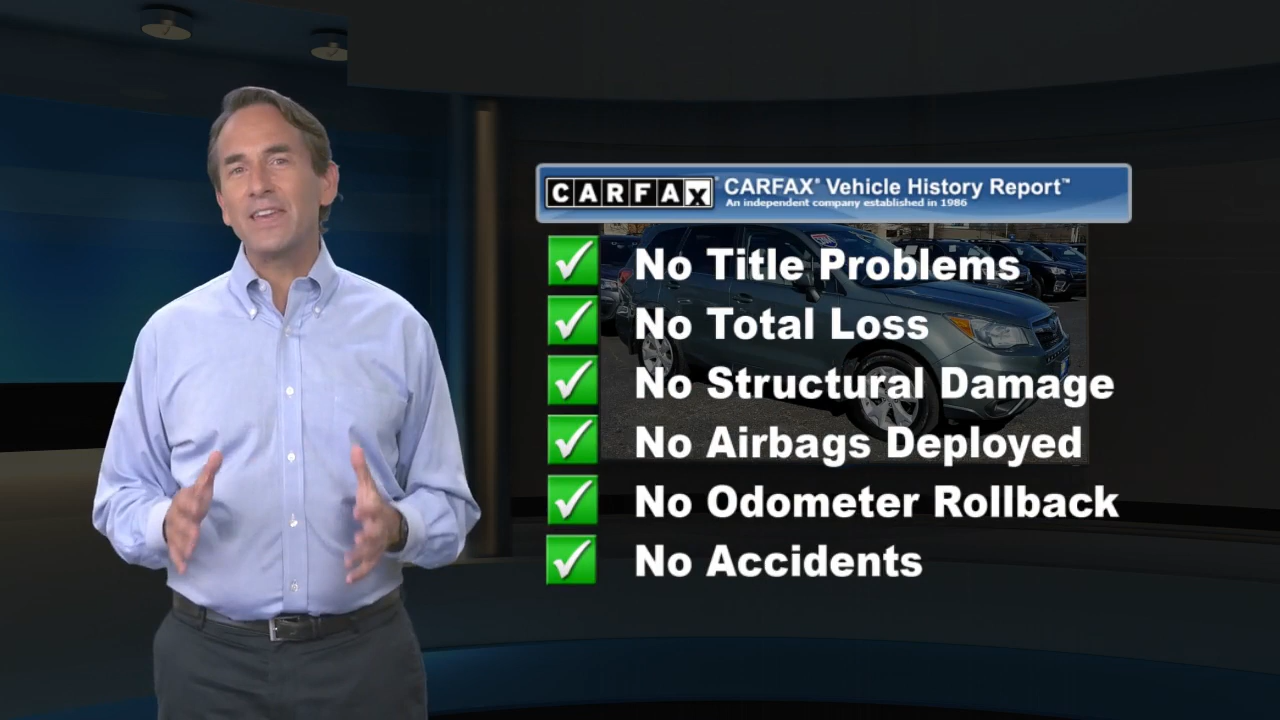 CARFAX CARFAX® Vehicle History Report™
An independent company established in 1986
No Title Problems
No Total Loss
No Structural Damage
No Airbags Deployed
No Odometer Rollback
No Accidents